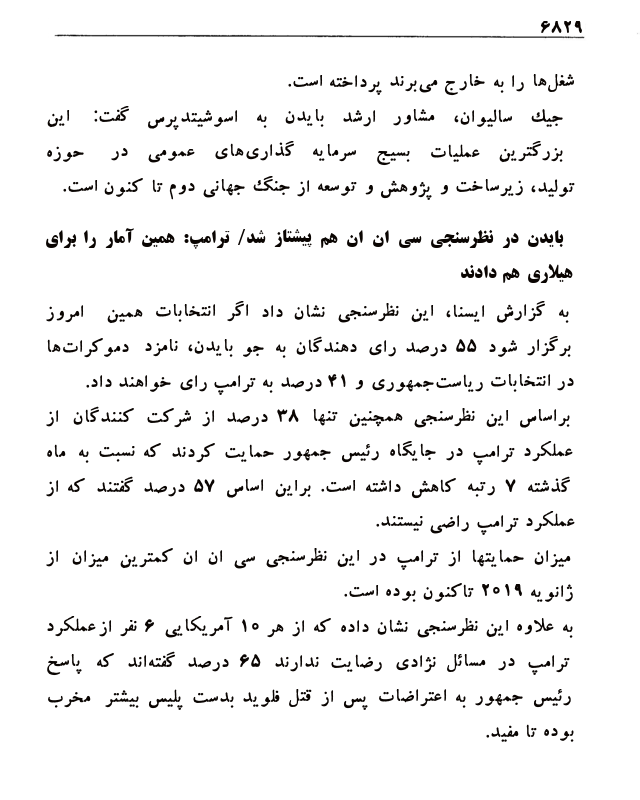 ۶۸۲۹
شغل‌ها را به خارج می‌برند پرداخته است.
جیك سالیوان، مشاور ارشد بایدن به اسوشیتدپرس گفت: این
بزرگترین عملیات بسیج سرمایه گذاری‌های عمومی در حوزه
تولید، زیرساخت و پژوهش و توسعه از جنگ جهانی دوم تا کنون است.
بایدن در نظرسنجی سی ان ان هم پیشتاز شد/ ترامپ: همین آمار را برای
هیلاری هم دادند
به گزارش ایسنا، این نظرسنجی نشان داد اگر انتخابات همین امروز
برگزار شود ۵۵ درصد رای دهندگان به جو بایدن، نامزد دموکرات‌ها
در انتخابات ریاست‌جمهوری و ۴۱ درصد به ترامپ رای خواهند داد.
براساس این نظرسنجی همچنین تنها ۳۸ درصد از شرکت کنندگان از
عملکرد ترامپ در جایگاه رئیس جمهور حمایت کردند که نسبت به ماه
گذشته ۷ رتبه کاهش داشته است. براین اساس ۵۷ درصد گفتند که از
عملکرد ترامپ راضی نیستند.
میزان حمایتها از ترامپ در این نظرسنجی سی ان ان کمترین میزان از
ژانویه ۲۰۱۹ تاکنون بوده است.
به علاوه این نظرسنجی نشان داده که از هر ۱۰ آمریکایی ۶ نفر از عملکرد
ترامپ در مسائل نژادی رضایت ندارند ۶۵ درصد گفته‌اند که پاسخ
رئیس جمهور به اعتراضات پس از قتل فلوید بدست پلیس بیشتر مخرب
بوده تا مفید.